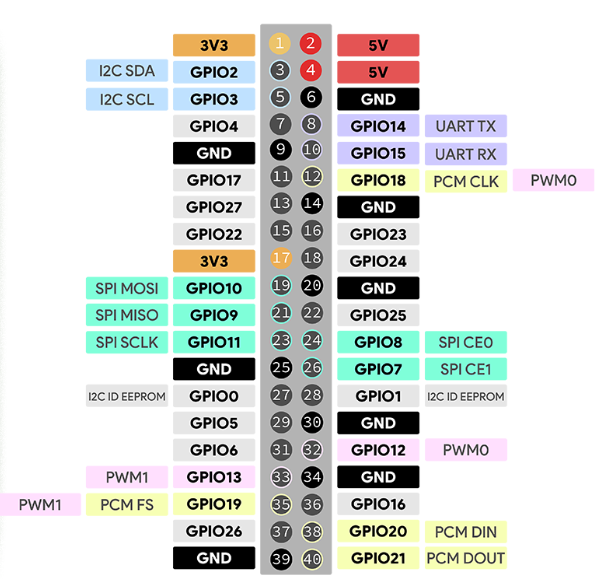 3V3 1 2 5V
I2C SDA GPIO2 3 4 5V
I2C SCL GPIO3 5 6 GND
GPIO4 7 8 GPIO14 UART TX
GND 9 10 GPIO15 UART RX
GPIO17 11 12 GPIO18 PCM CLK PWM0
GPIO27 13 14 GND
GPIO22 15 16 GPIO23
3V3 17 18 GPIO24
SPI MOSI GPIO10 19 20 GND
SPI MISO GPIO9 21 22 GPIO25
SPI SCLK GPIO11 23 24 GPIO8 SPI CE0
GND 25 26 GPIO7 SPI CE1
I2C ID EEPROM GPIO0 27 28 GPIO1 I2C ID EEPROM
GPIO5 29 30 GND
GPIO6 31 32 GPIO12 PWM0
PWM1 GPIO13 33 34 GND
PWM1 PCM FS GPIO19 35 36 GPIO16
GPIO26 37 38 GPIO20 PCM DIN
GND 39 40 GPIO21 PCM DOUT